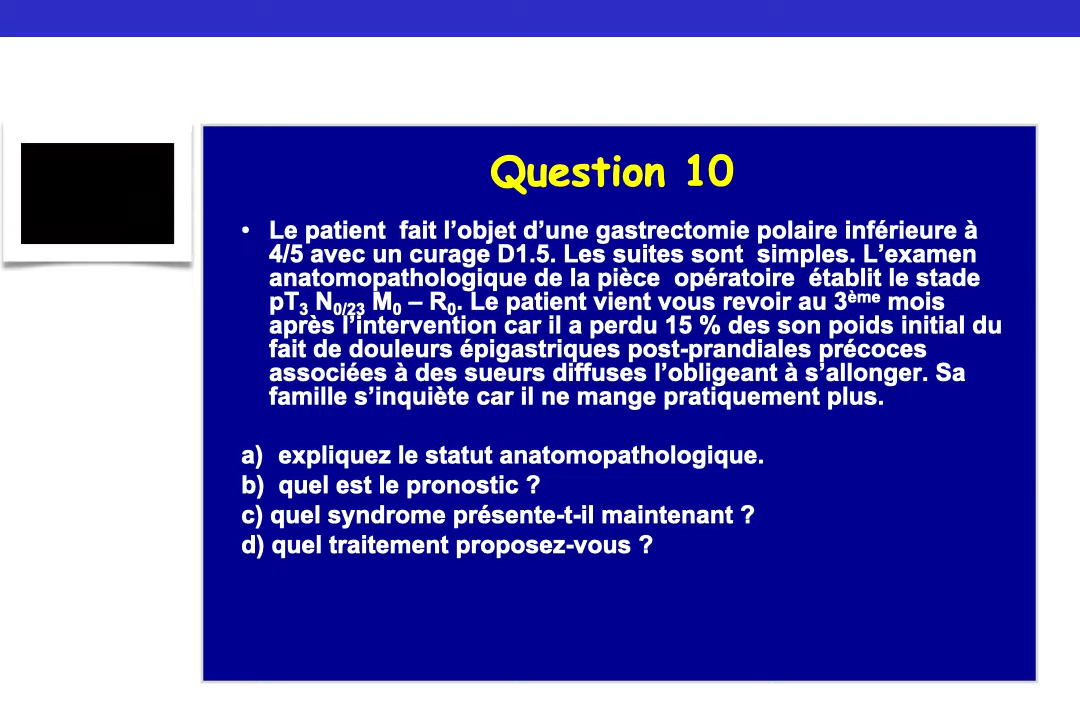 Question 10
• Le patient  fait l’objet d’une gastrectomie polaire inférieure à
4/5 avec un curage D1.5. Les suites sont  simples. L’examen
anatomopathologique de la pièce  opératoire  établit le stade
pT3 N0/23 M0 – R0. Le patient vient vous revoir au 3ème mois
après l’intervention car il a perdu 15 % des son poids initial du
fait de douleurs épigastriques post-prandiales précoces
associées à des sueurs diffuses l’obligeant à s’allonger. Sa
famille s’inquiète car il ne mange pratiquement plus.
a)  expliquez le statut anatomopathologique.
b)  quel est le pronostic ?
c) quel syndrome présente-t-il maintenant ?
d) quel traitement proposez-vous ?